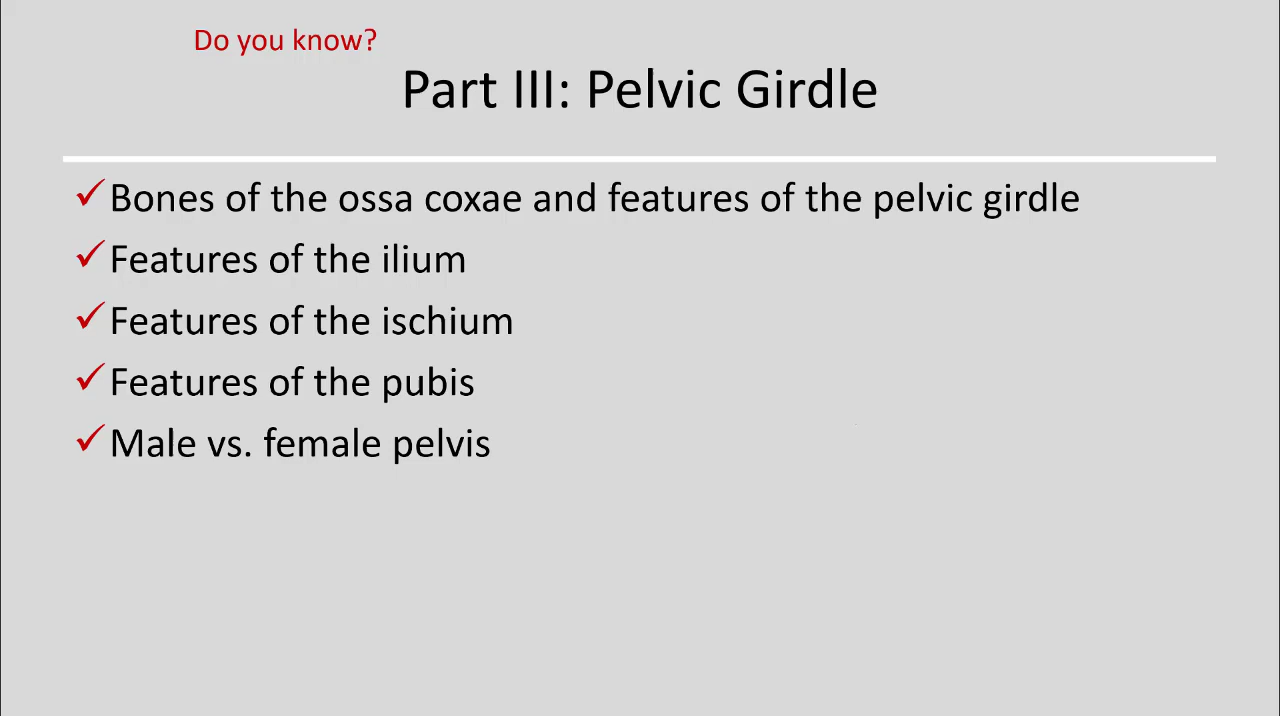 Do you know?
Part III: Pelvic Girdle
✓Bones of the ossa coxae and features of the pelvic girdle
✓Features of the ilium
✓Features of the ischium
✓Features of the pubis
✓Male vs. female pelvis